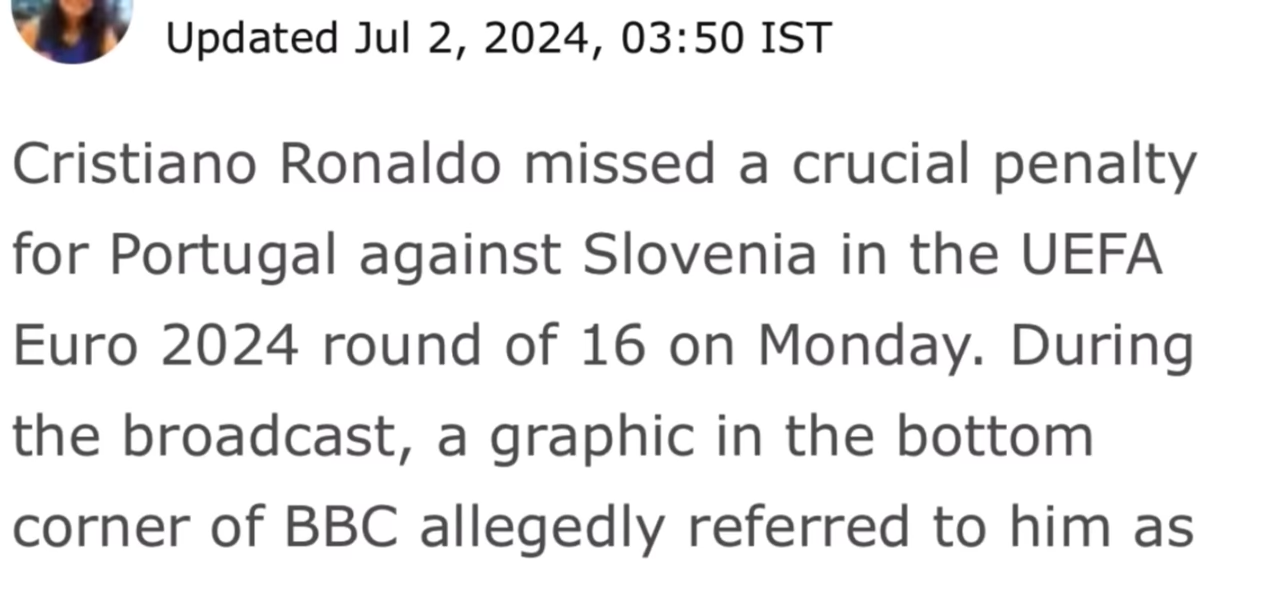 Updated Jul 2, 2024, 03:50 IST
Cristiano Ronaldo missed a crucial penalty
for Portugal against Slovenia in the UEFA
Euro 2024 round of 16 on Monday. During
the broadcast, a graphic in the bottom
corner of BBC allegedly referred to him as